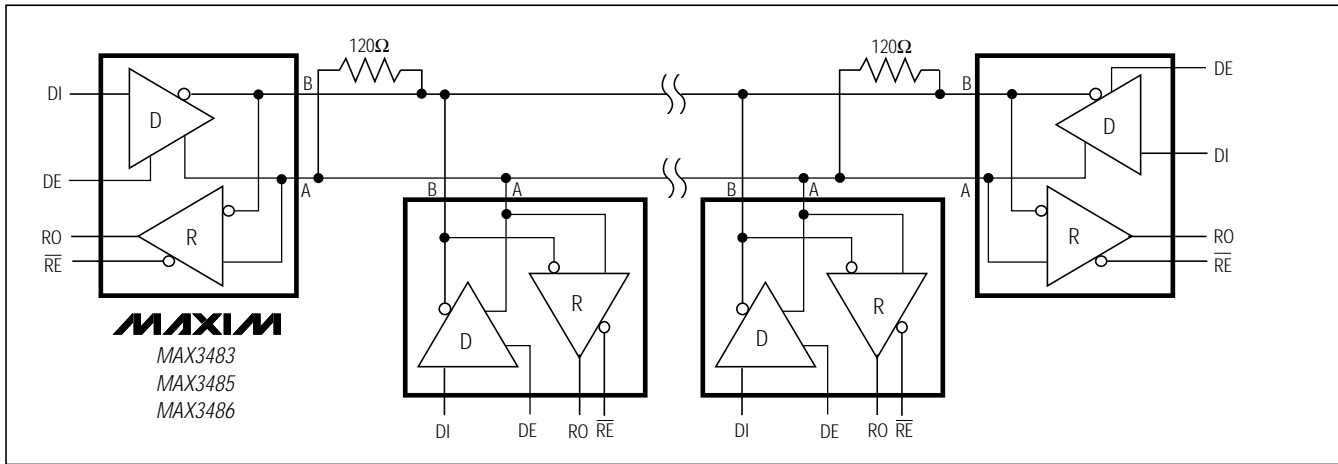 120Ω
120Ω
DI
B
B
DE
D
D
DI
DE
A
B
A
B
A
A
RO
R
R
RO
RE
RE
D
R
D
R
MAXIM
MAX3483
MAX3485
MAX3486
DI
DE
RO
RE
DI
DE
RO
RE